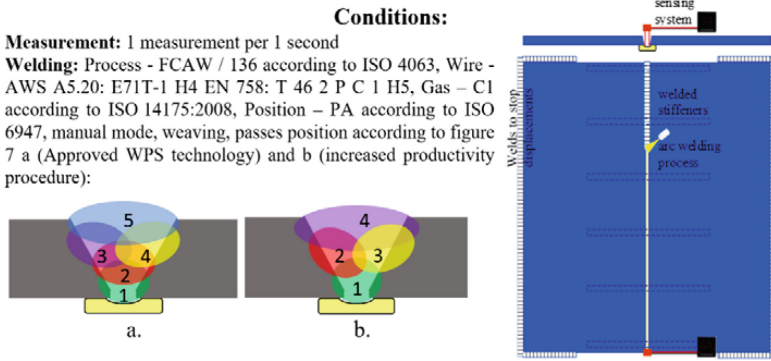 Conditions:
Measurement: 1 measurement per 1 second
Welding: Process - FCAW / 136 according to ISO 4063, Wire -
AWS A5.20: E71T-1 H4 EN 758: T 46 2 P C 1 H5, Gas – C1
according to ISO 14175:2008, Position – PA according to ISO
6947, manual mode, weaving, passes position according to figure
7 a (Approved WPS technology) and b (increased productivity
procedure):
5
3
4
2
1
a.
4
2
3
1
b.
sensing
system
Welds to stop
displacements
welded
stiffeners
arc welding
process